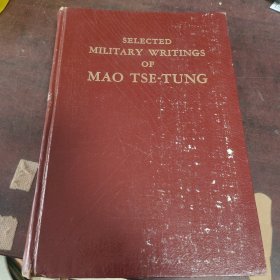 SELECTED
MILITARY WRITINGS
OF
MAO TSE-TUNG